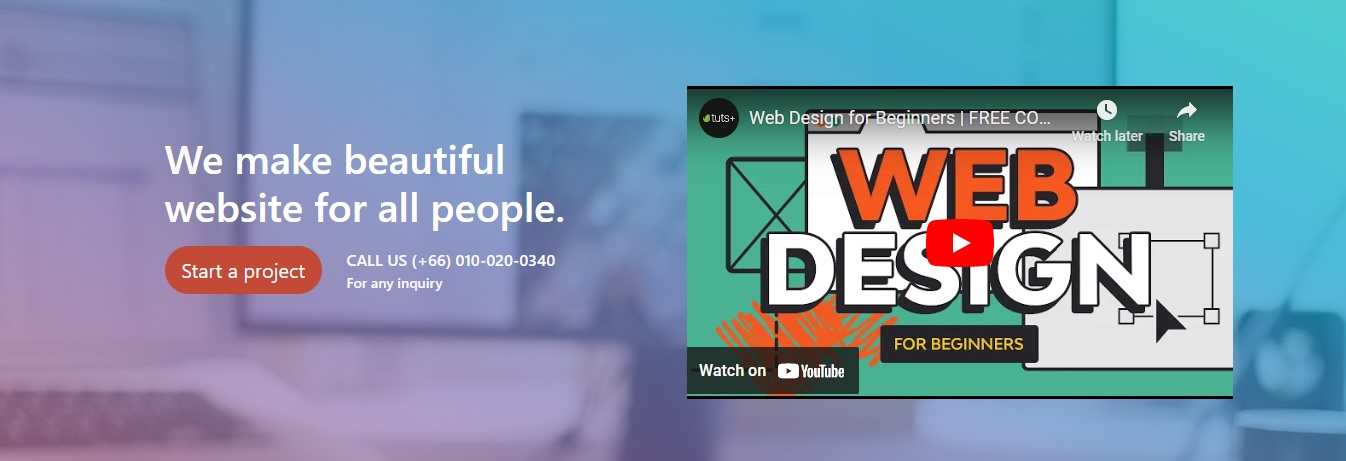 We make beautiful
website for all people.
Start a project
CALL US (+66) 010-020-0340
For any inquiry
tuts+
Web Design for Beginners | FREE CO...
Watch later
Share
WEB
DESIGN
FOR BEGINNERS
Watch on YouTube